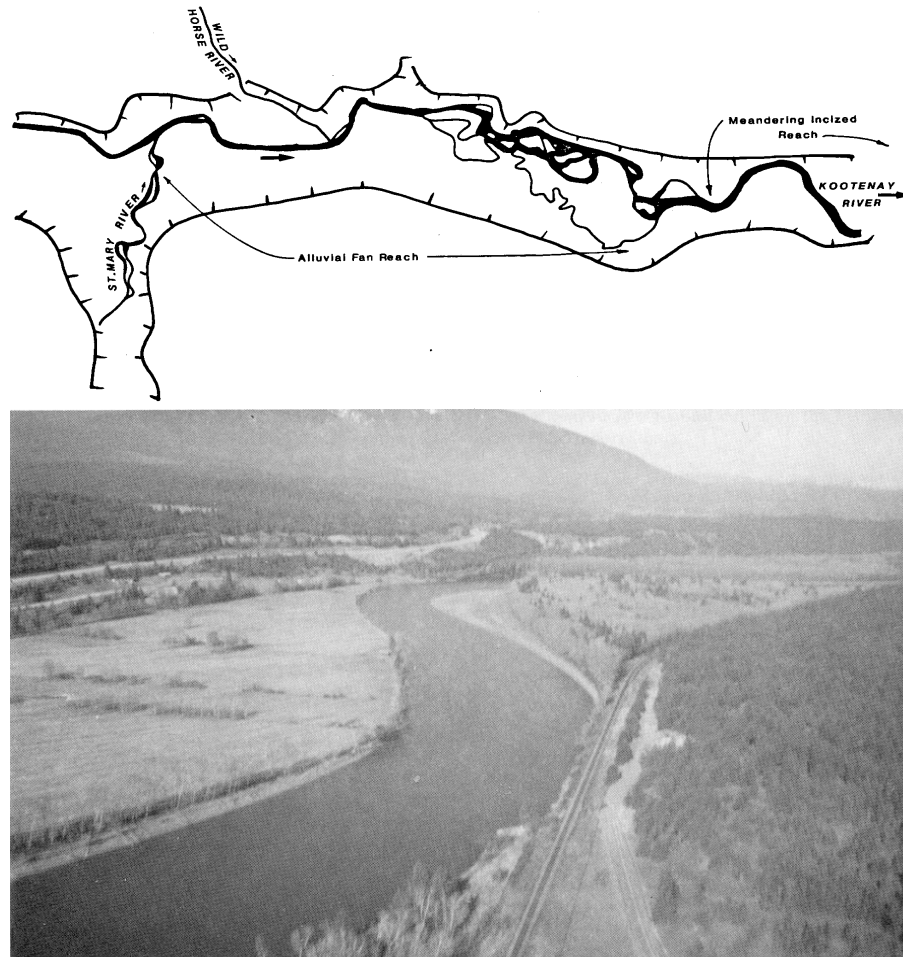 WILD
HORSE RIVER
Meandering Incized
Reach
KOOTENAY
RIVER
ST. MARY RIVER
Alluvial Fan Reach